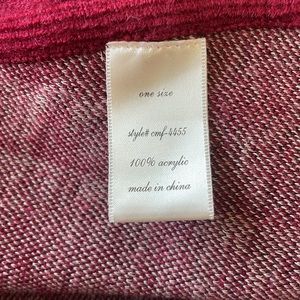 one size
style# cmf-4455
100% acrylic
made in china